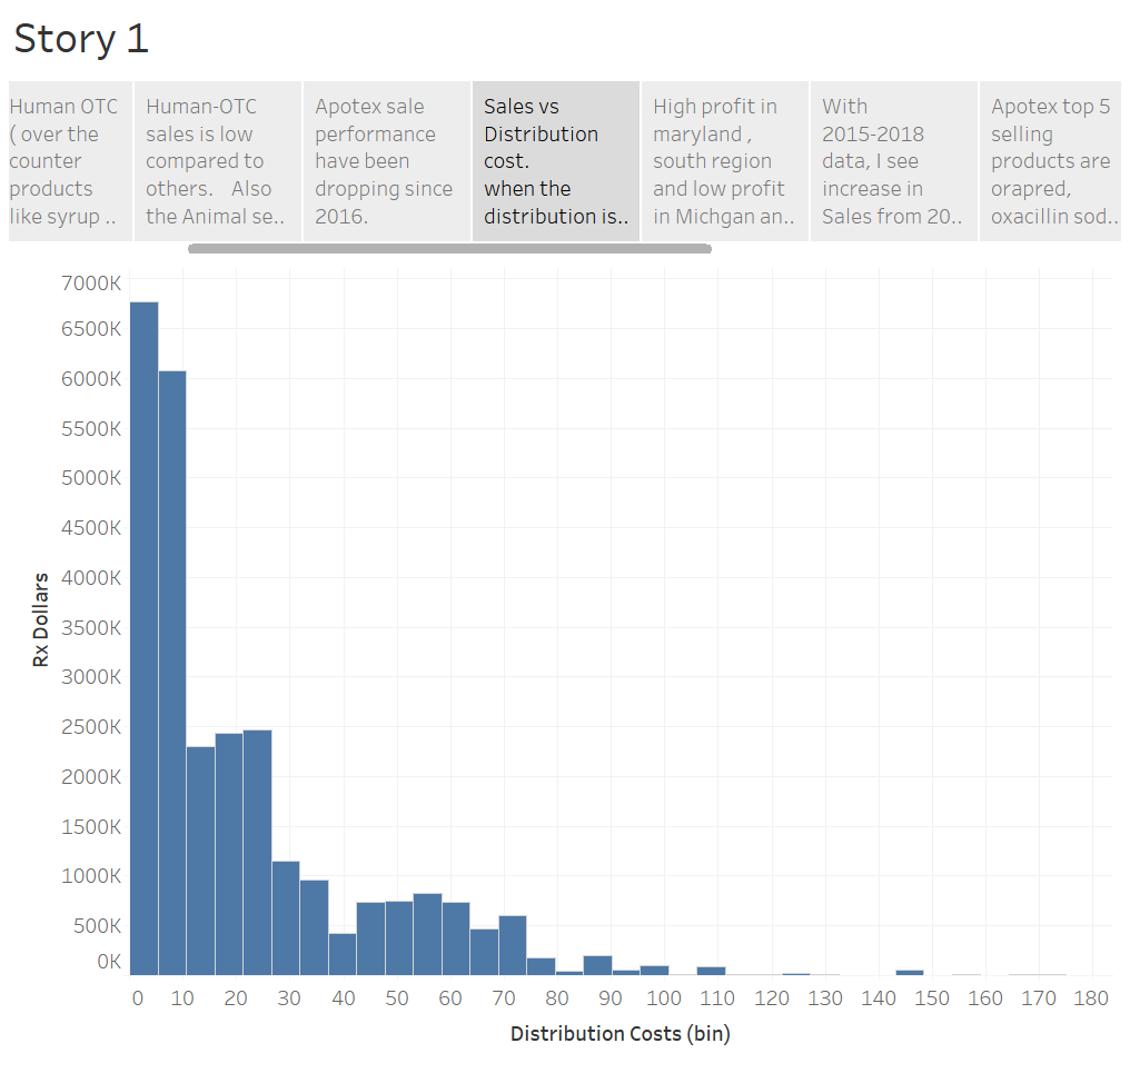 Story 1
Human OTC
( over the
counter
products
like syrup ..
Human-OTC
sales is low
compared to
others.   Also
the Animal se..
Apotex sale
performance
have been
dropping since
2016.
Sales vs
Distribution
cost.
when the
distribution is..
High profit in
maryland ,
south region
and low profit
in Michgan an..
With
2015-2018
data, I see
increase in
Sales from 20..
Apotex top 5
selling
products are
orapred,
oxacillin sod..
7000K
6500K
6000K
5500K
5000K
4500K
4000K
3500K
3000K
2500K
2000K
1500K
1000K
500K
0K
Rx Dollars
0 10 20 30 40 50 60 70 80 90 100 110 120 130 140 150 160 170 180
Distribution Costs (bin)